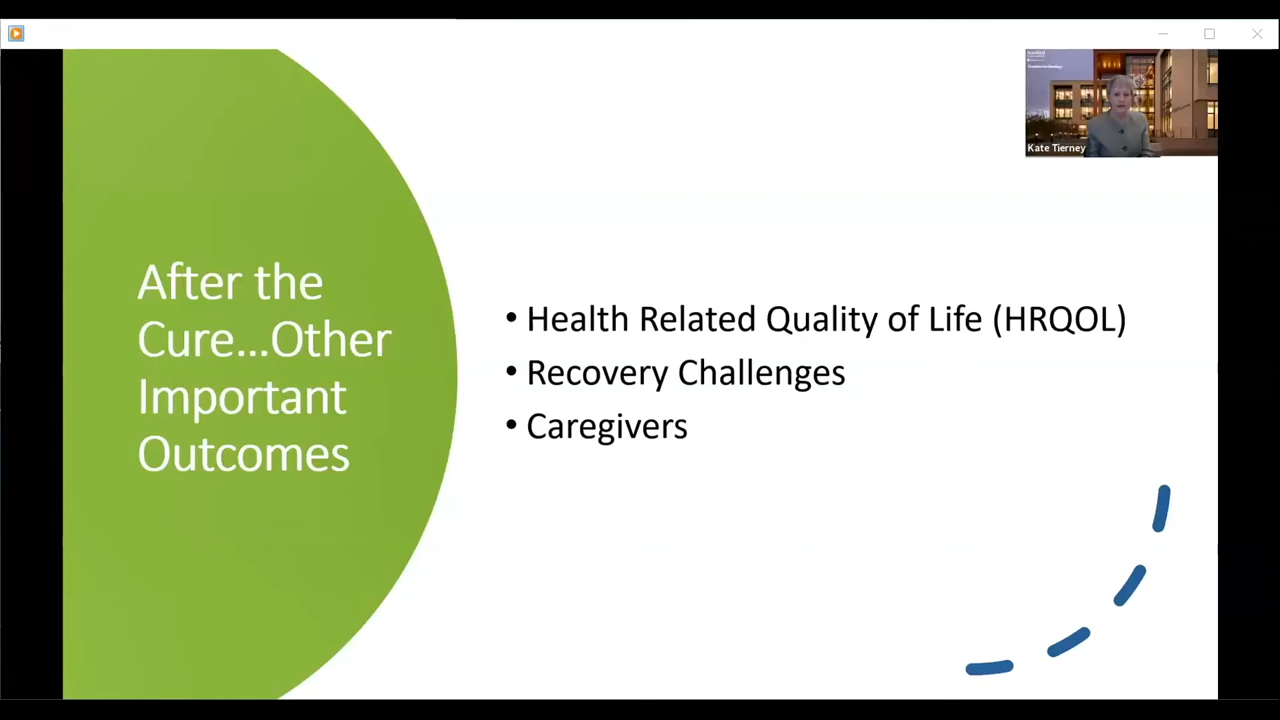 Kate Tierney
After the
Cure...Other
Important
Outcomes
• Health Related Quality of Life (HRQOL)
• Recovery Challenges
• Caregivers